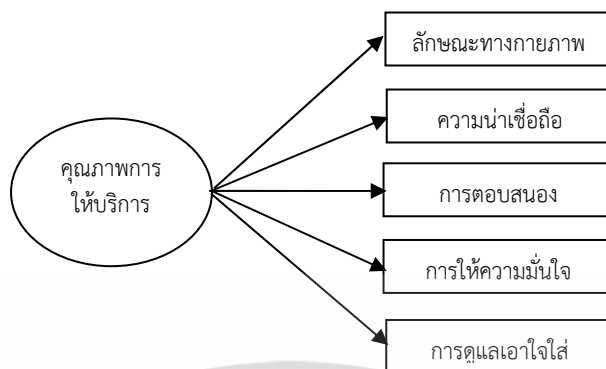 คุณภาพการ
ให้บริการ
ลักษณะทางกายภาพ
ความน่าเชื่อถือ
การตอบสนอง
การให้ความมั่นใจ
การดูแลเอาใจใส่